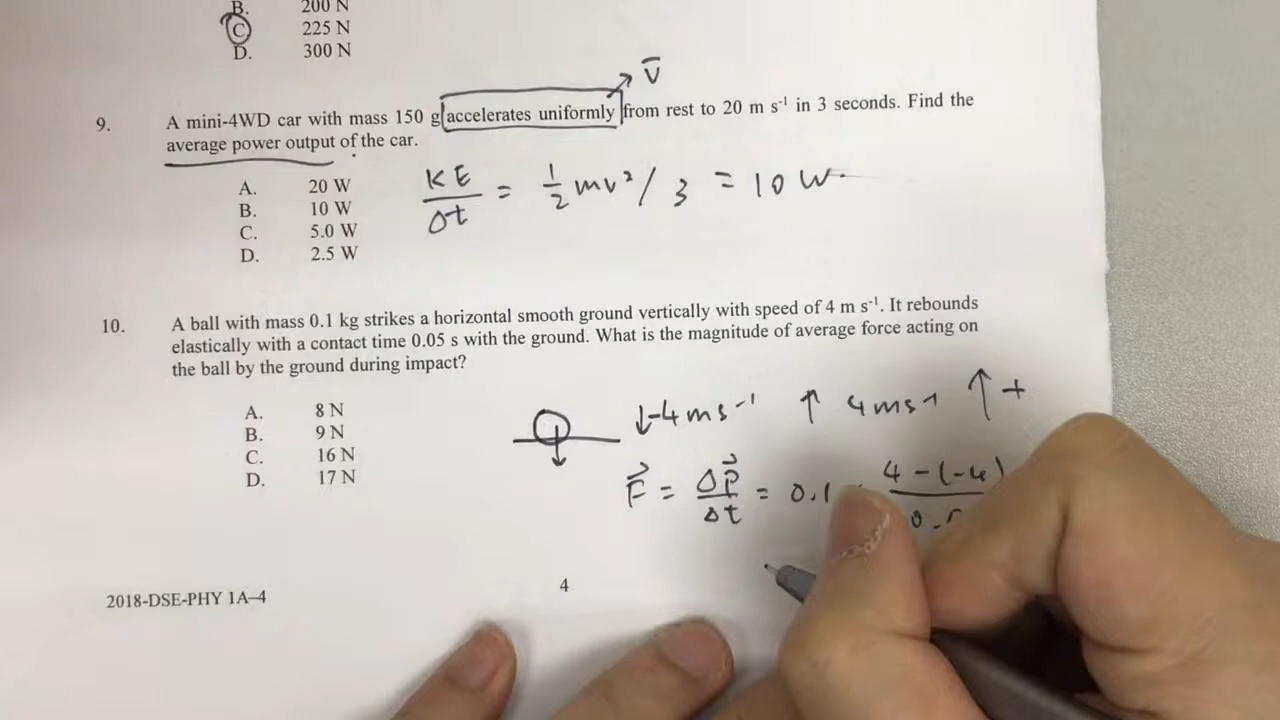 B. 200 N
C 225 N
D. 300 N
v̄
9. A mini-4WD car with mass 150 g accelerates uniformly from rest to 20 m s⁻¹ in 3 seconds. Find the
average power output of the car.
A. 20 W
B. 10 W
C. 5.0 W
D. 2.5 W
KE/Δt = ½mv²/3 = 10 W.
10. A ball with mass 0.1 kg strikes a horizontal smooth ground vertically with speed of 4 m s⁻¹. It rebounds
elastically with a contact time 0.05 s with the ground. What is the magnitude of average force acting on
the ball by the ground during impact?
A. 8 N
B. 9 N
C. 16 N
D. 17 N
↓-4ms⁻¹ ↑ 4ms⁻¹ ↑ +
F⃗ = ΔP⃗/Δt = 0.1 4-(-4)
2018-DSE-PHY 1A–4
4